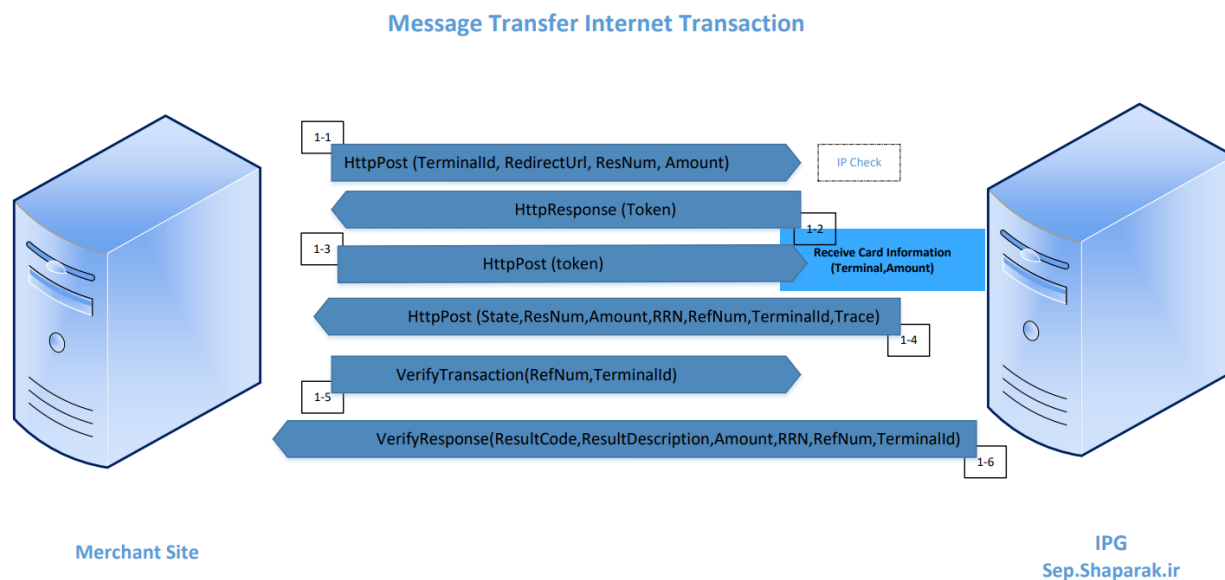 Message Transfer Internet Transaction
1-1
HttpPost (TerminalId, RedirectUrl, ResNum, Amount)
IP Check
HttpResponse (Token)
1-2
1-3
HttpPost (token)
Receive Card Information
(Terminal,Amount)
HttpPost (State,ResNum,Amount,RRN,RefNum,TerminalId,Trace)
1-4
VerifyTransaction(RefNum,TerminalId)
1-5
VerifyResponse(ResultCode,ResultDescription,Amount,RRN,RefNum,TerminalId)
1-6
Merchant Site
IPG
Sep.Shaparak.ir